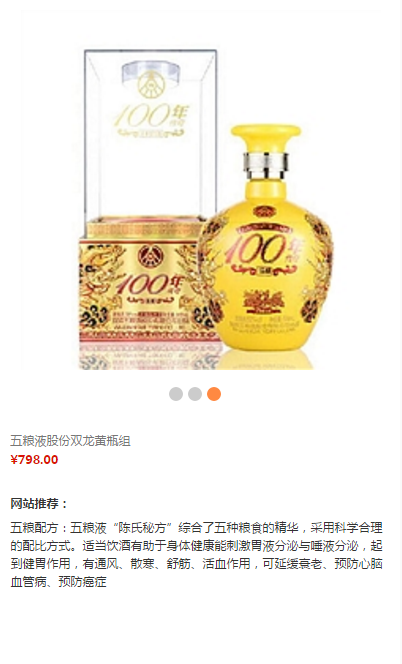 100年
100年
100年
五粮液股份双龙黄瓶组
¥798.00
网站推荐：
五粮配方：五粮液“陈氏秘方”综合了五种粮食的精华，采用科学合理
的配比方式。适当饮酒有助于身体健康能刺激胃液分泌与唾液分泌，起
到健胃作用，有通风、散寒、舒筋、活血作用，可延缓衰老、预防心脑
血管病、预防癌症